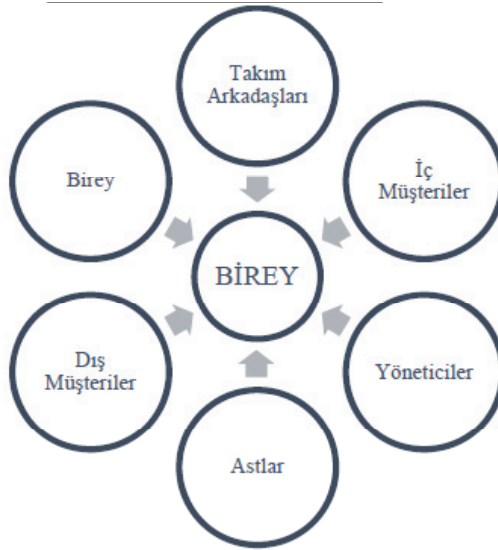 Takım
Arkadaşları
Birey
İç
Müşteriler
BİREY
Dış
Müşteriler
Yöneticiler
Astlar